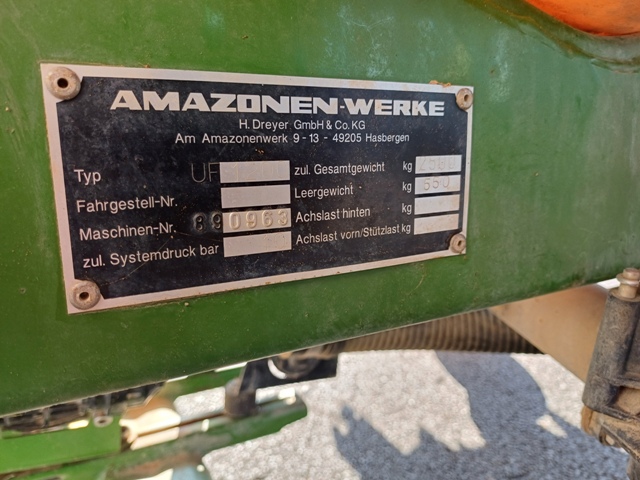 AMAZONEN-WERKE
H. Dreyer GmbH & Co. KG
Am Amazonenwerk 9 - 13 - 49205 Hasbergen
Typ UF zul. Gesamtgewicht kg
Fahrgestell-Nr. Leergewicht kg 550
Maschinen-Nr. 890963 Achslast hinten kg
zul. Systemdruck bar Achslast vorn/Stützlast kg